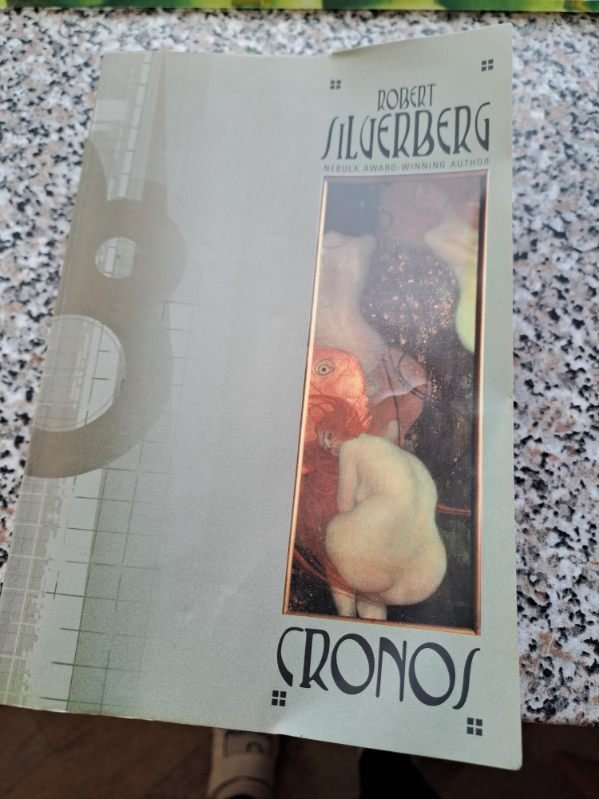 ROBERT
SILVERBERG
NEBULA AWARD-WINNING AUTHOR
CRONOS